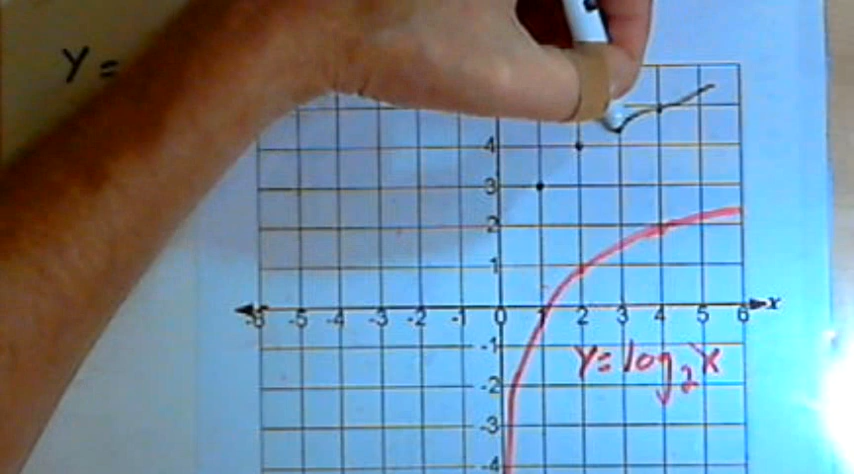 y =
4
3
2
1
-6 -5 -4 -3 -2 -1 0 1 2 3 4 5 6 x
-1
y = log₂x
-2
-3
-4